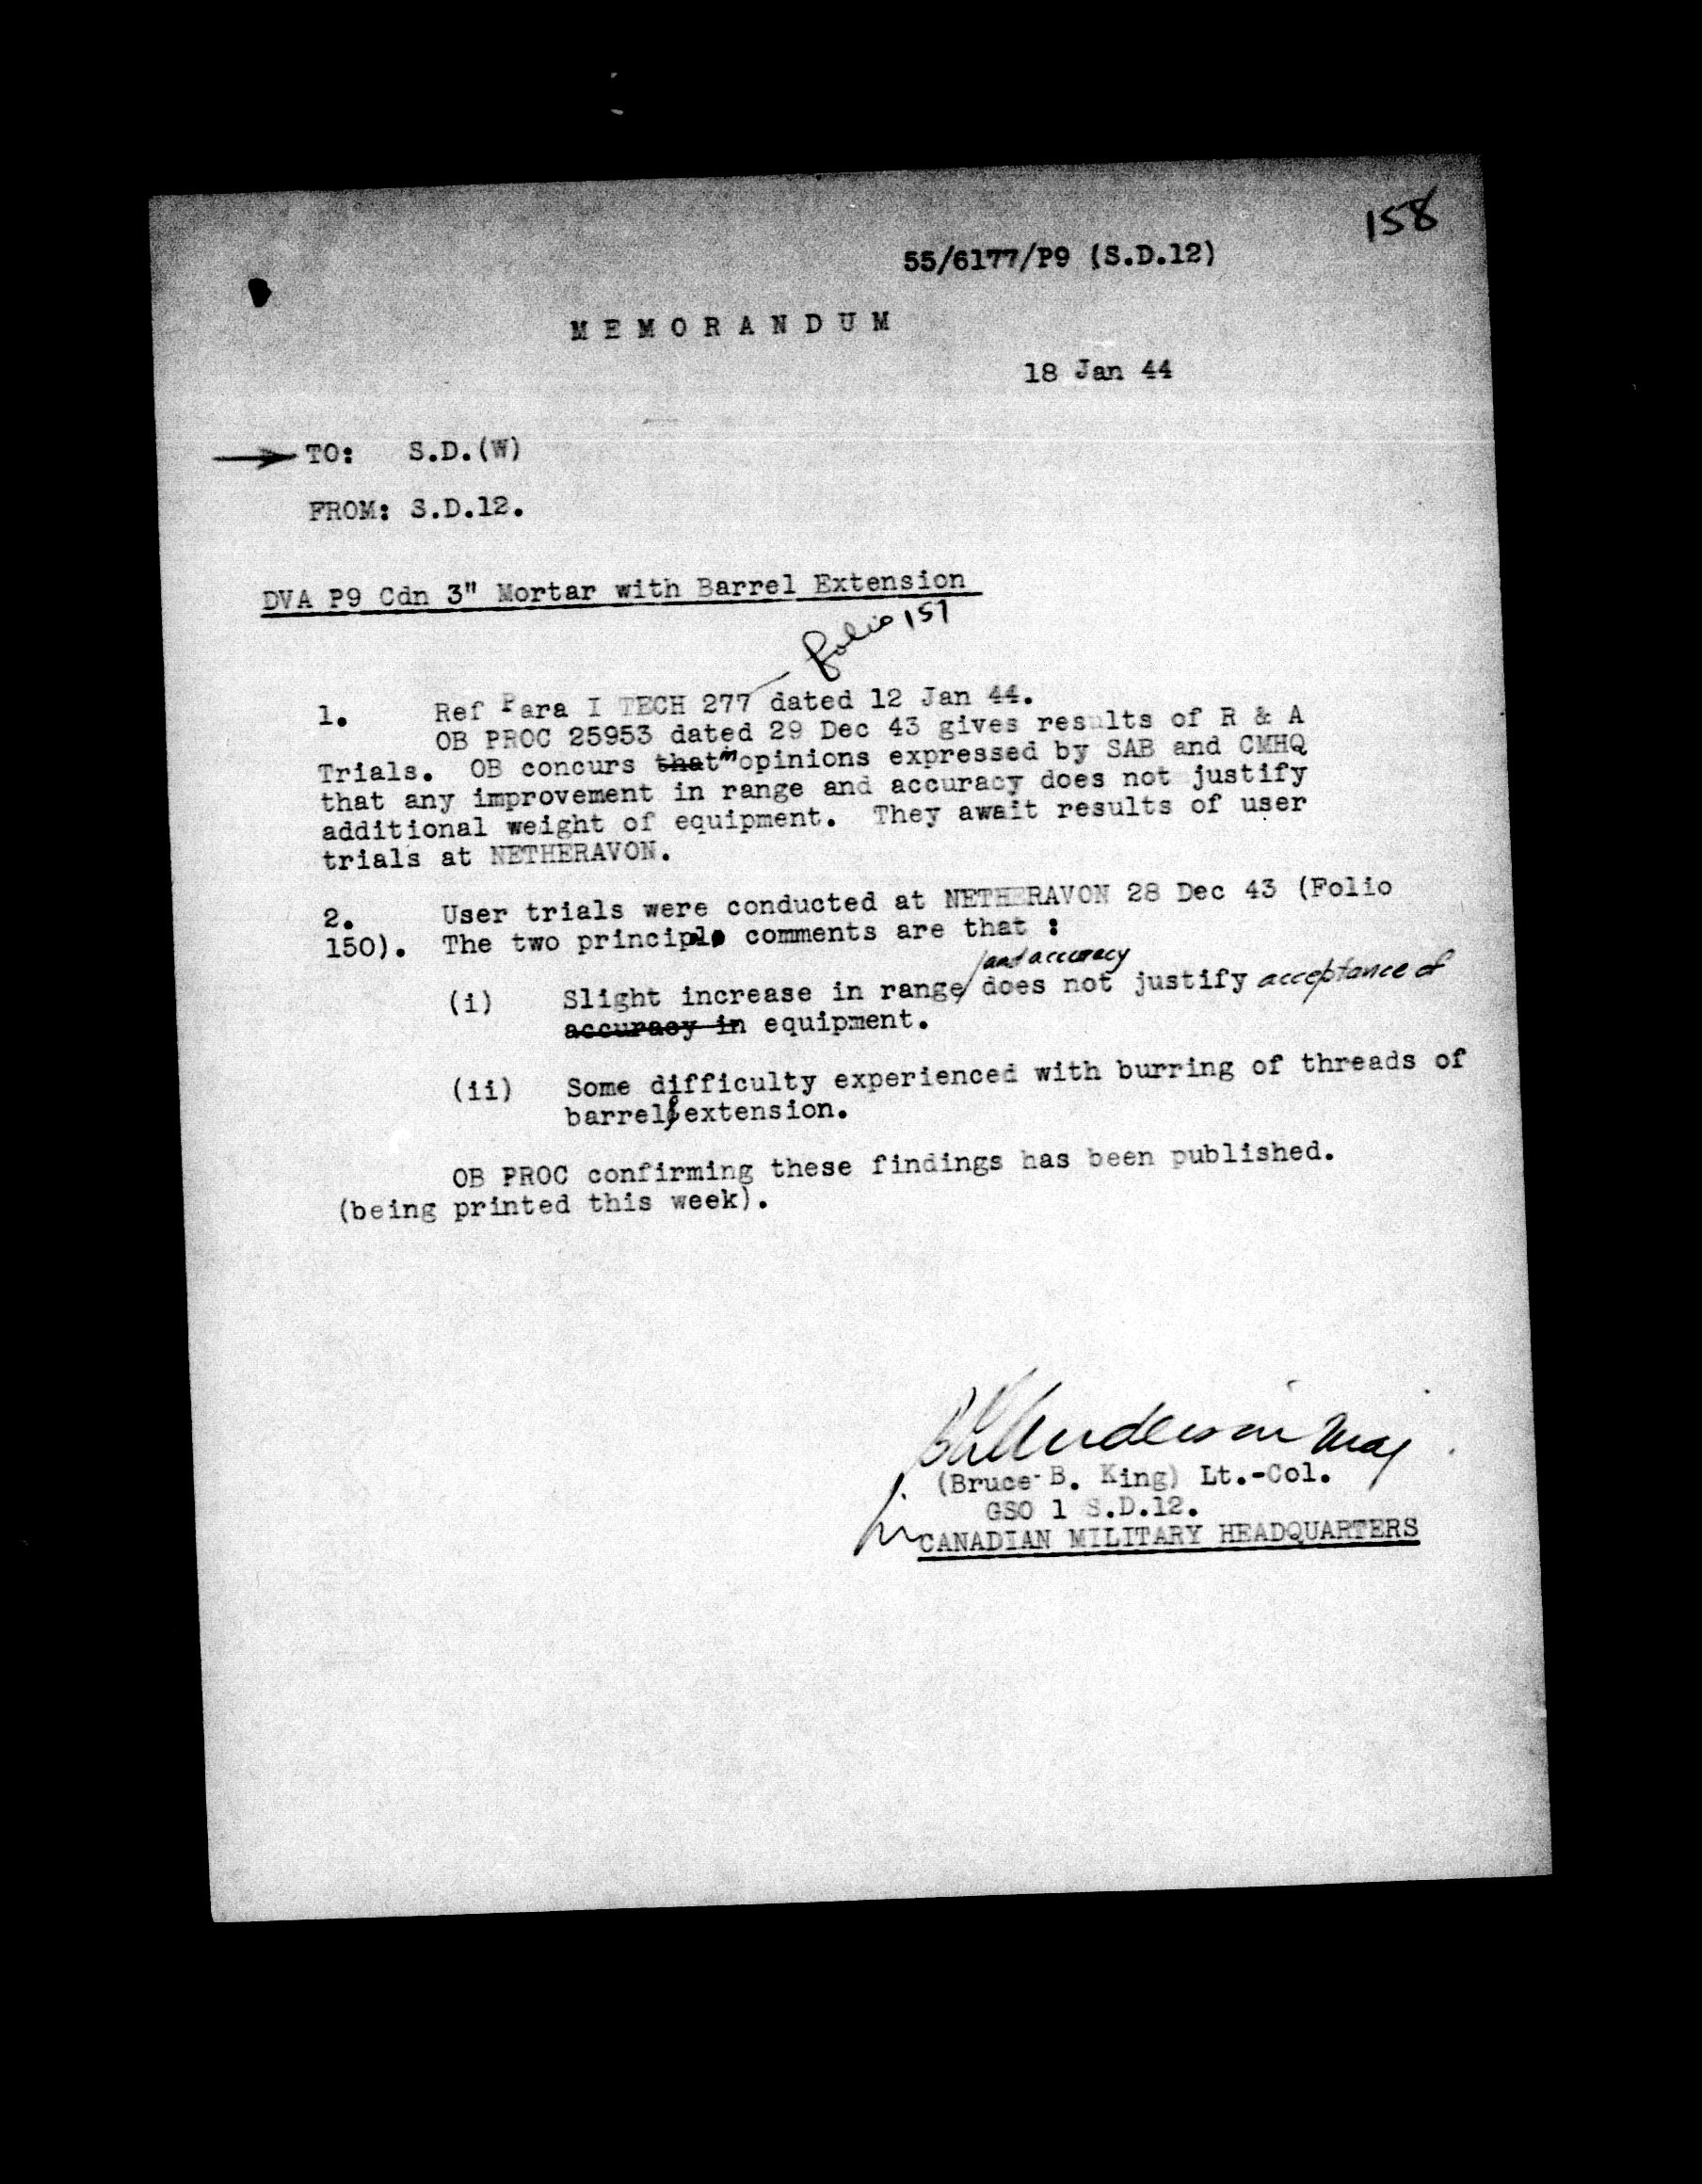 158
55/6177/P9 (S.D.12)
MEMORANDUM
18 Jan 44
TO: S.D.(W)
FROM: S.D.12.
DVA P9 Cdn 3" Mortar with Barrel Extension
Folio 157
1. Ref Para I TECH 277 dated 12 Jan 44.
OB PROC 25953 dated 29 Dec 43 gives results of R & A
Trials. OB concurs that in opinions expressed by SAB and CMHQ
that any improvement in range and accuracy does not justify
additional weight of equipment. They await results of user
trials at NETHERAVON.
2. User trials were conducted at NETHERAVON 28 Dec 43 (Folio
150). The two principle comments are that :
and accuracy
(i) Slight increase in range does not justify acceptance of
accuracy in equipment.
(ii) Some difficulty experienced with burring of threads of
barrel & extension.
OB PROC confirming these findings has been published.
(being printed this week).
Henderson Maj
(Bruce B. King) Lt.-Col.
GSO 1 S.D.12.
CANADIAN MILITARY HEADQUARTERS